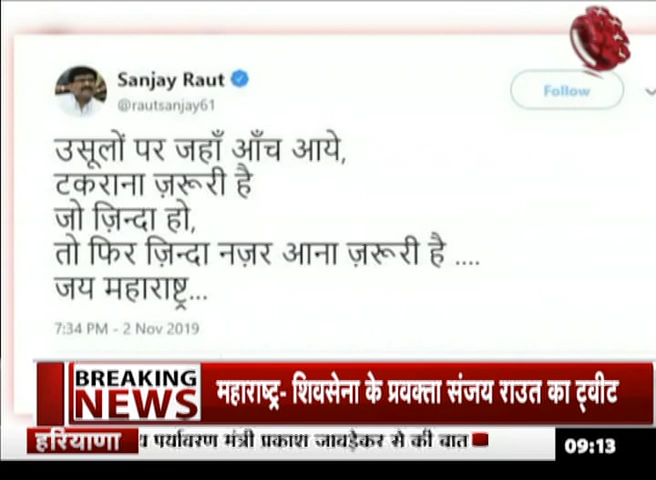 Sanjay Raut
@rautsanjay61
Follow
उसूलों पर जहाँ आँच आये,
टकराना ज़रूरी है
जो ज़िन्दा हो,
तो फिर ज़िन्दा नज़र आना ज़रूरी है ....
जय महाराष्ट्र...
7:34 PM - 2 Nov 2019
BREAKING NEWS
महाराष्ट्र- शिवसेना के प्रवक्ता संजय राउत का ट्वीट
हरियाणा
पर्यावरण मंत्री प्रकाश जावड़ेकर से की बात
09:13